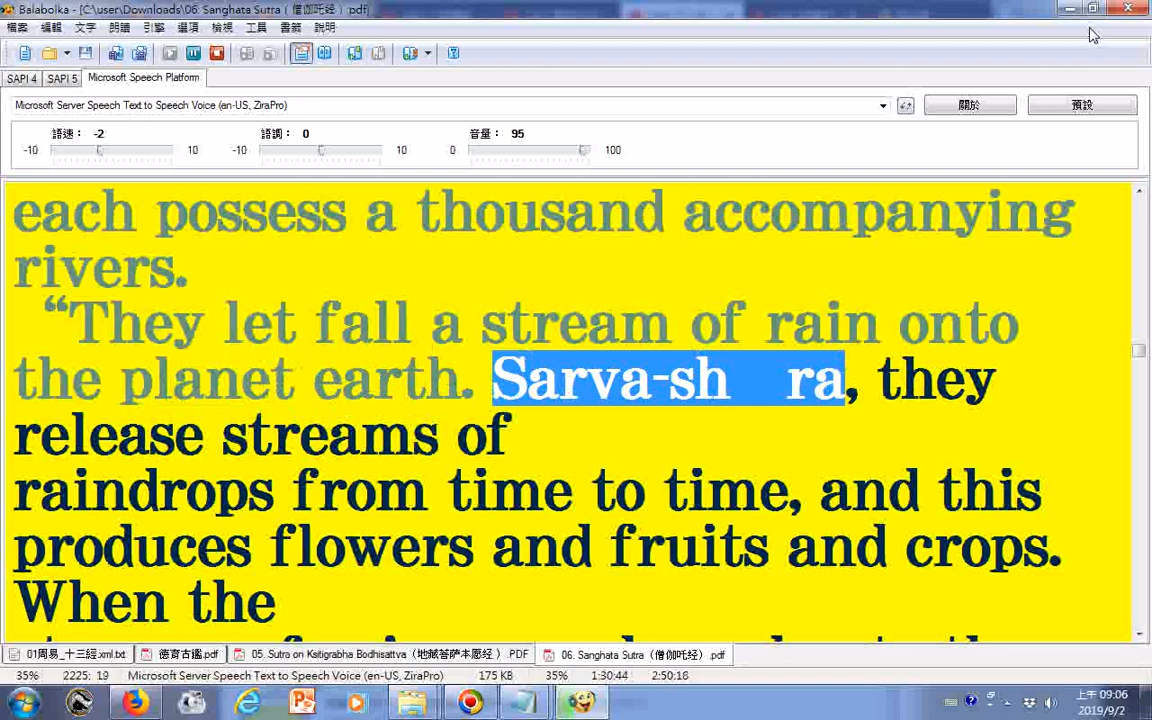 Balabolka - [C:\user\Downloads\06. Sanghata Sutra ( 僧伽吒经 ).pdf]
檔案 編輯 文字 朗讀 引擎 選項 檢視 工具 書籤 說明
SAPI 4 SAPI 5 Microsoft Speech Platform
Microsoft Server Speech Text to Speech Voice (en-US, ZiraPro) 關於 預設
語速： -2 語調： 0 音量： 95
-10 10 -10 10 0 100
each possess a thousand accompanying
rivers.
“They let fall a stream of rain onto
the planet earth. Sarva-sh ra, they
release streams of
raindrops from time to time, and this
produces flowers and fruits and crops.
When the
01周易_十三經.xml.txt 德育古鑑.pdf 05. Sutra on Ksitigrabha Bodhisattva（地藏菩萨本愿经 ）.PDF 06. Sanghata Sutra（僧伽吒经）.pdf
35% 2225: 19 Microsoft Server Speech Text to Speech Voice (en-US, ZiraPro) 175 KB 35% 1:30:44 2:50:18
上午 09:06
2019/9/2